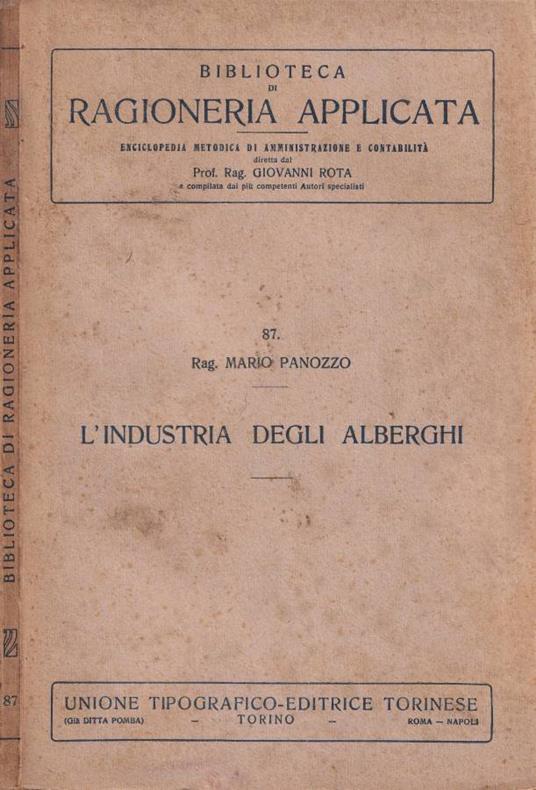 BIBLIOTECA
DI
RAGIONERIA APPLICATA
ENCICLOPEDIA METODICA DI AMMINISTRAZIONE E CONTABILITÀ
diretta dal
Prof. Rag. GIOVANNI ROTA
e compilata dai più competenti Autori specialisti
87.
Rag. MARIO PANOZZO
L'INDUSTRIA DEGLI ALBERGHI
UNIONE TIPOGRAFICO-EDITRICE TORINESE
(Già DITTA POMBA) – TORINO – ROMA — NAPOLI
BIBLIOTECA DI RAGIONERIA APPLICATA
87